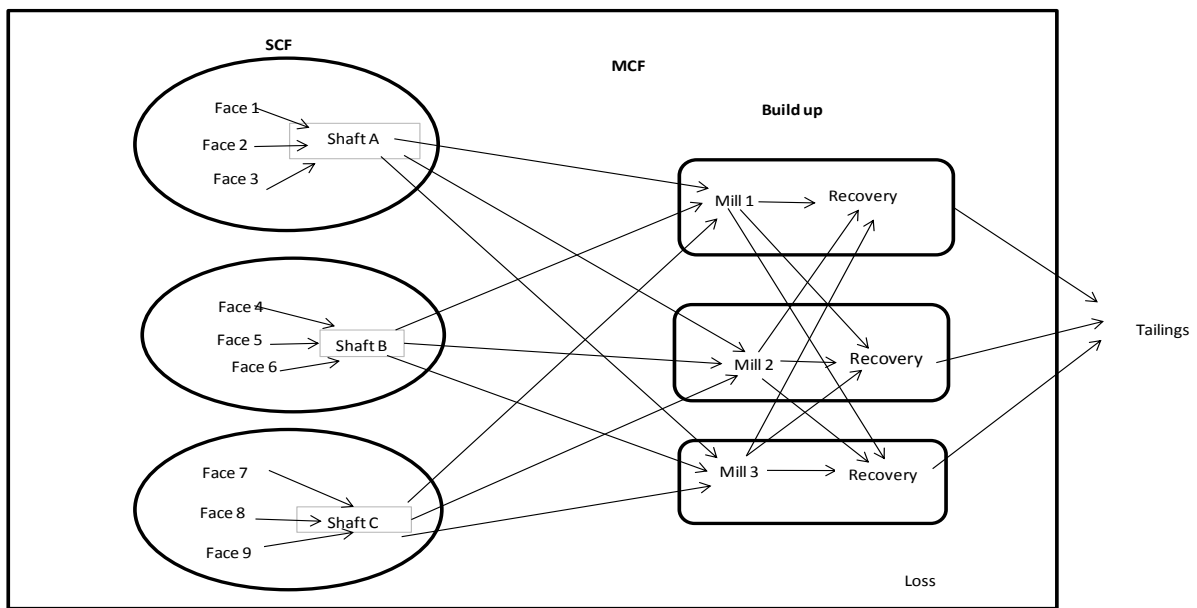 SCF
MCF
Build up
Face 1
Face 2
Face 3
Shaft A
Face 4
Face 5
Face 6
Shaft B
Face 7
Face 8
Face 9
Shaft C
Mill 1
Recovery
Mill 2
Recovery
Mill 3
Recovery
Tailings
Loss